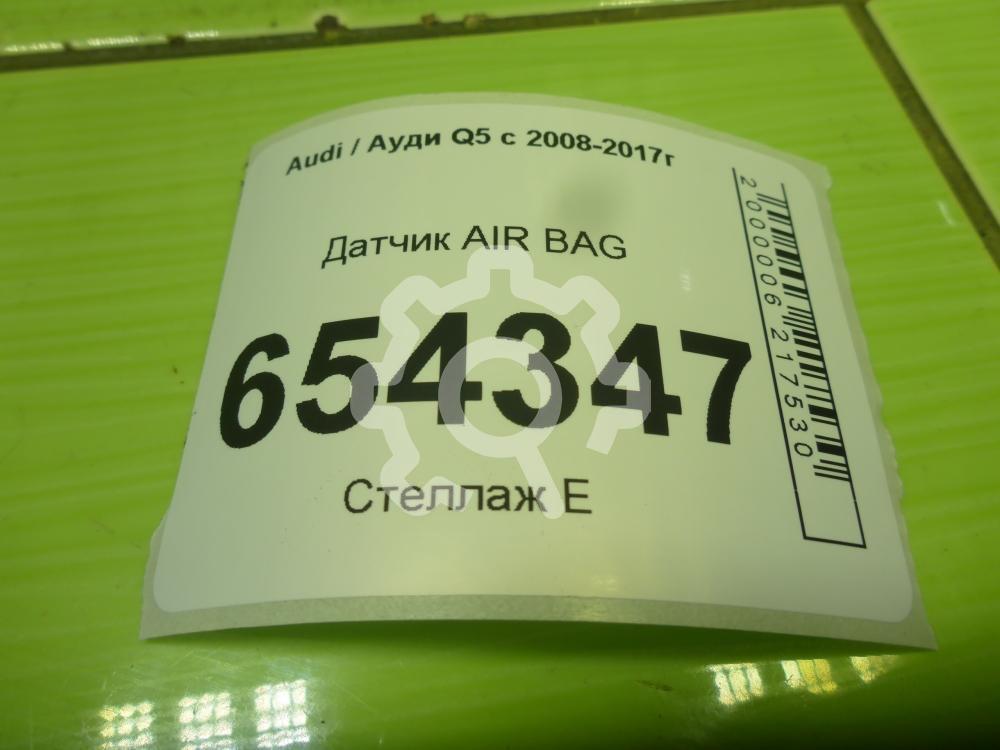 Audi / Ауди Q5 с 2008-2017г
Датчик AIR BAG
654347
Стеллаж Е
2000006217530